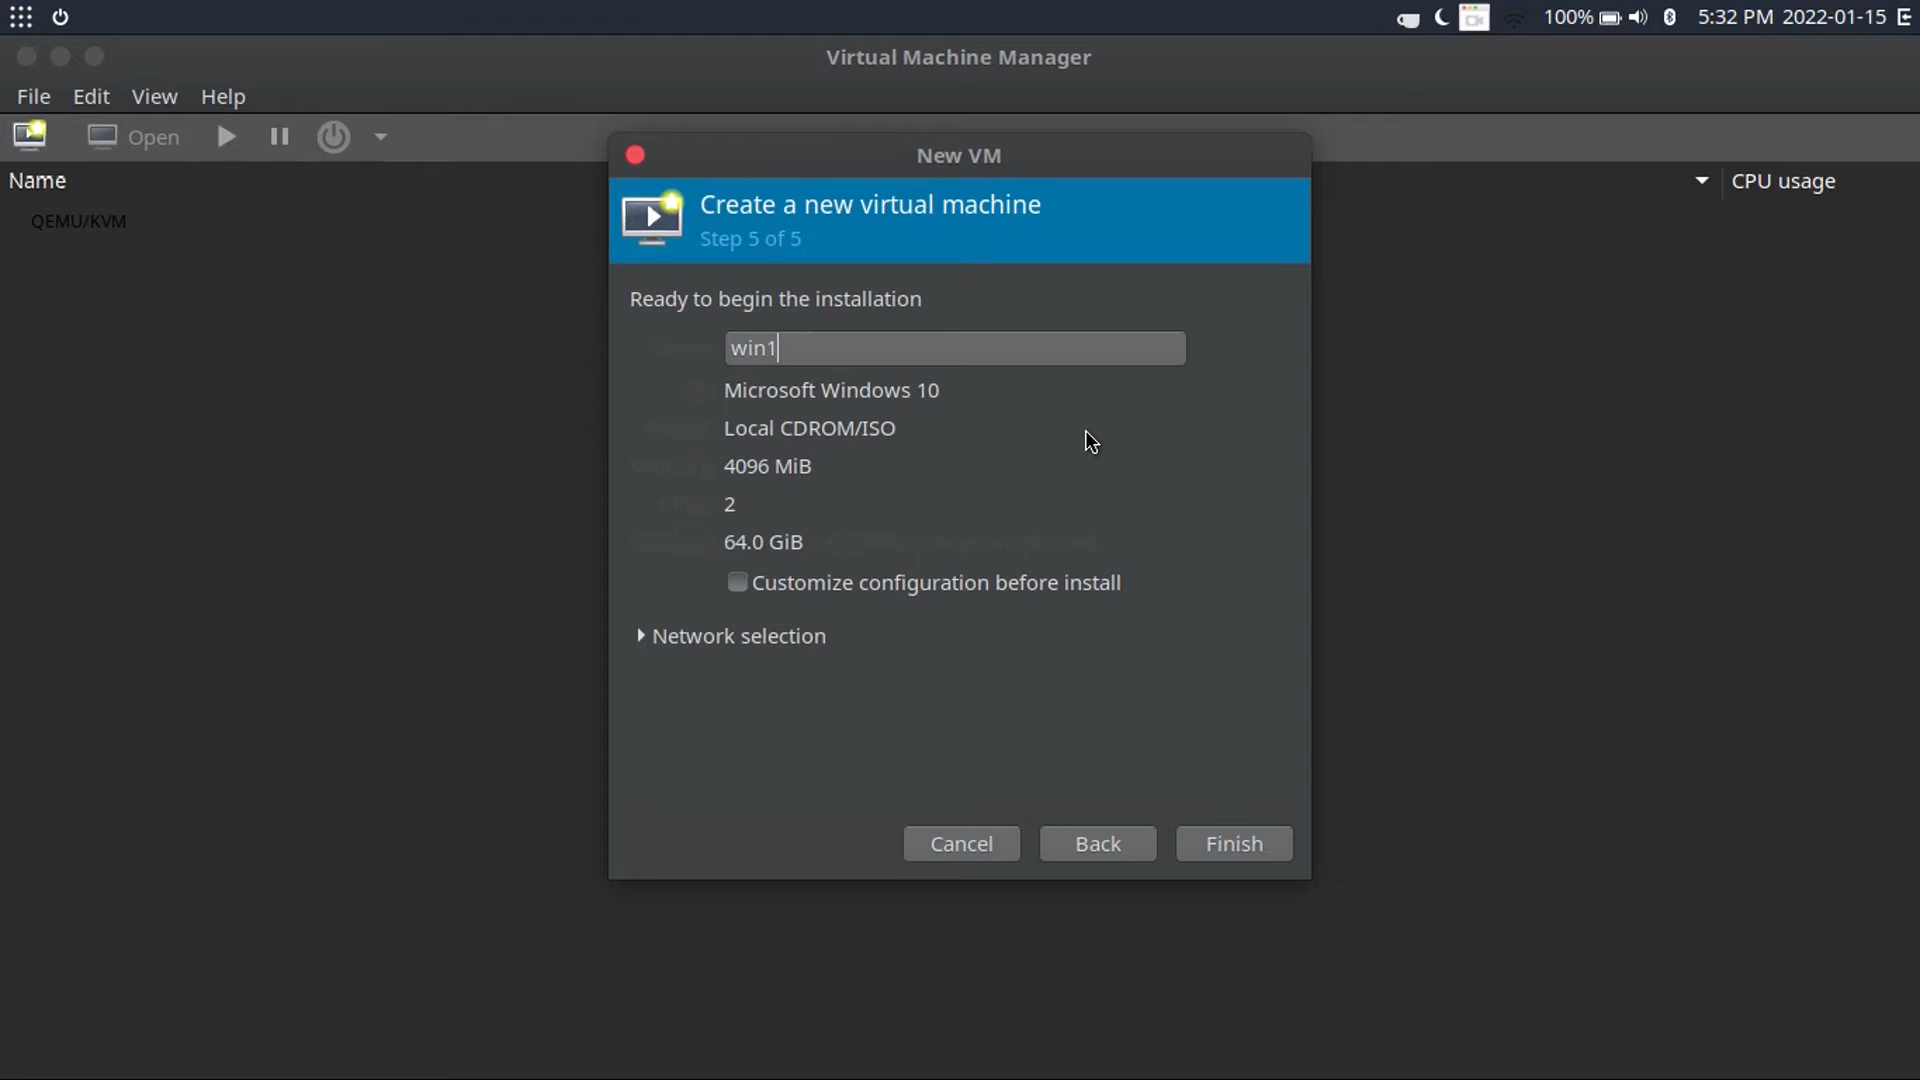 100% 5:32 PM 2022-01-15
Virtual Machine Manager
File Edit View Help
Open
Name CPU usage
QEMU/KVM
New VM
Create a new virtual machine
Step 5 of 5
Ready to begin the installation
win1
Microsoft Windows 10
Local CDROM/ISO
4096 MiB
2
64.0 GiB
Customize configuration before install
Network selection
Cancel Back Finish